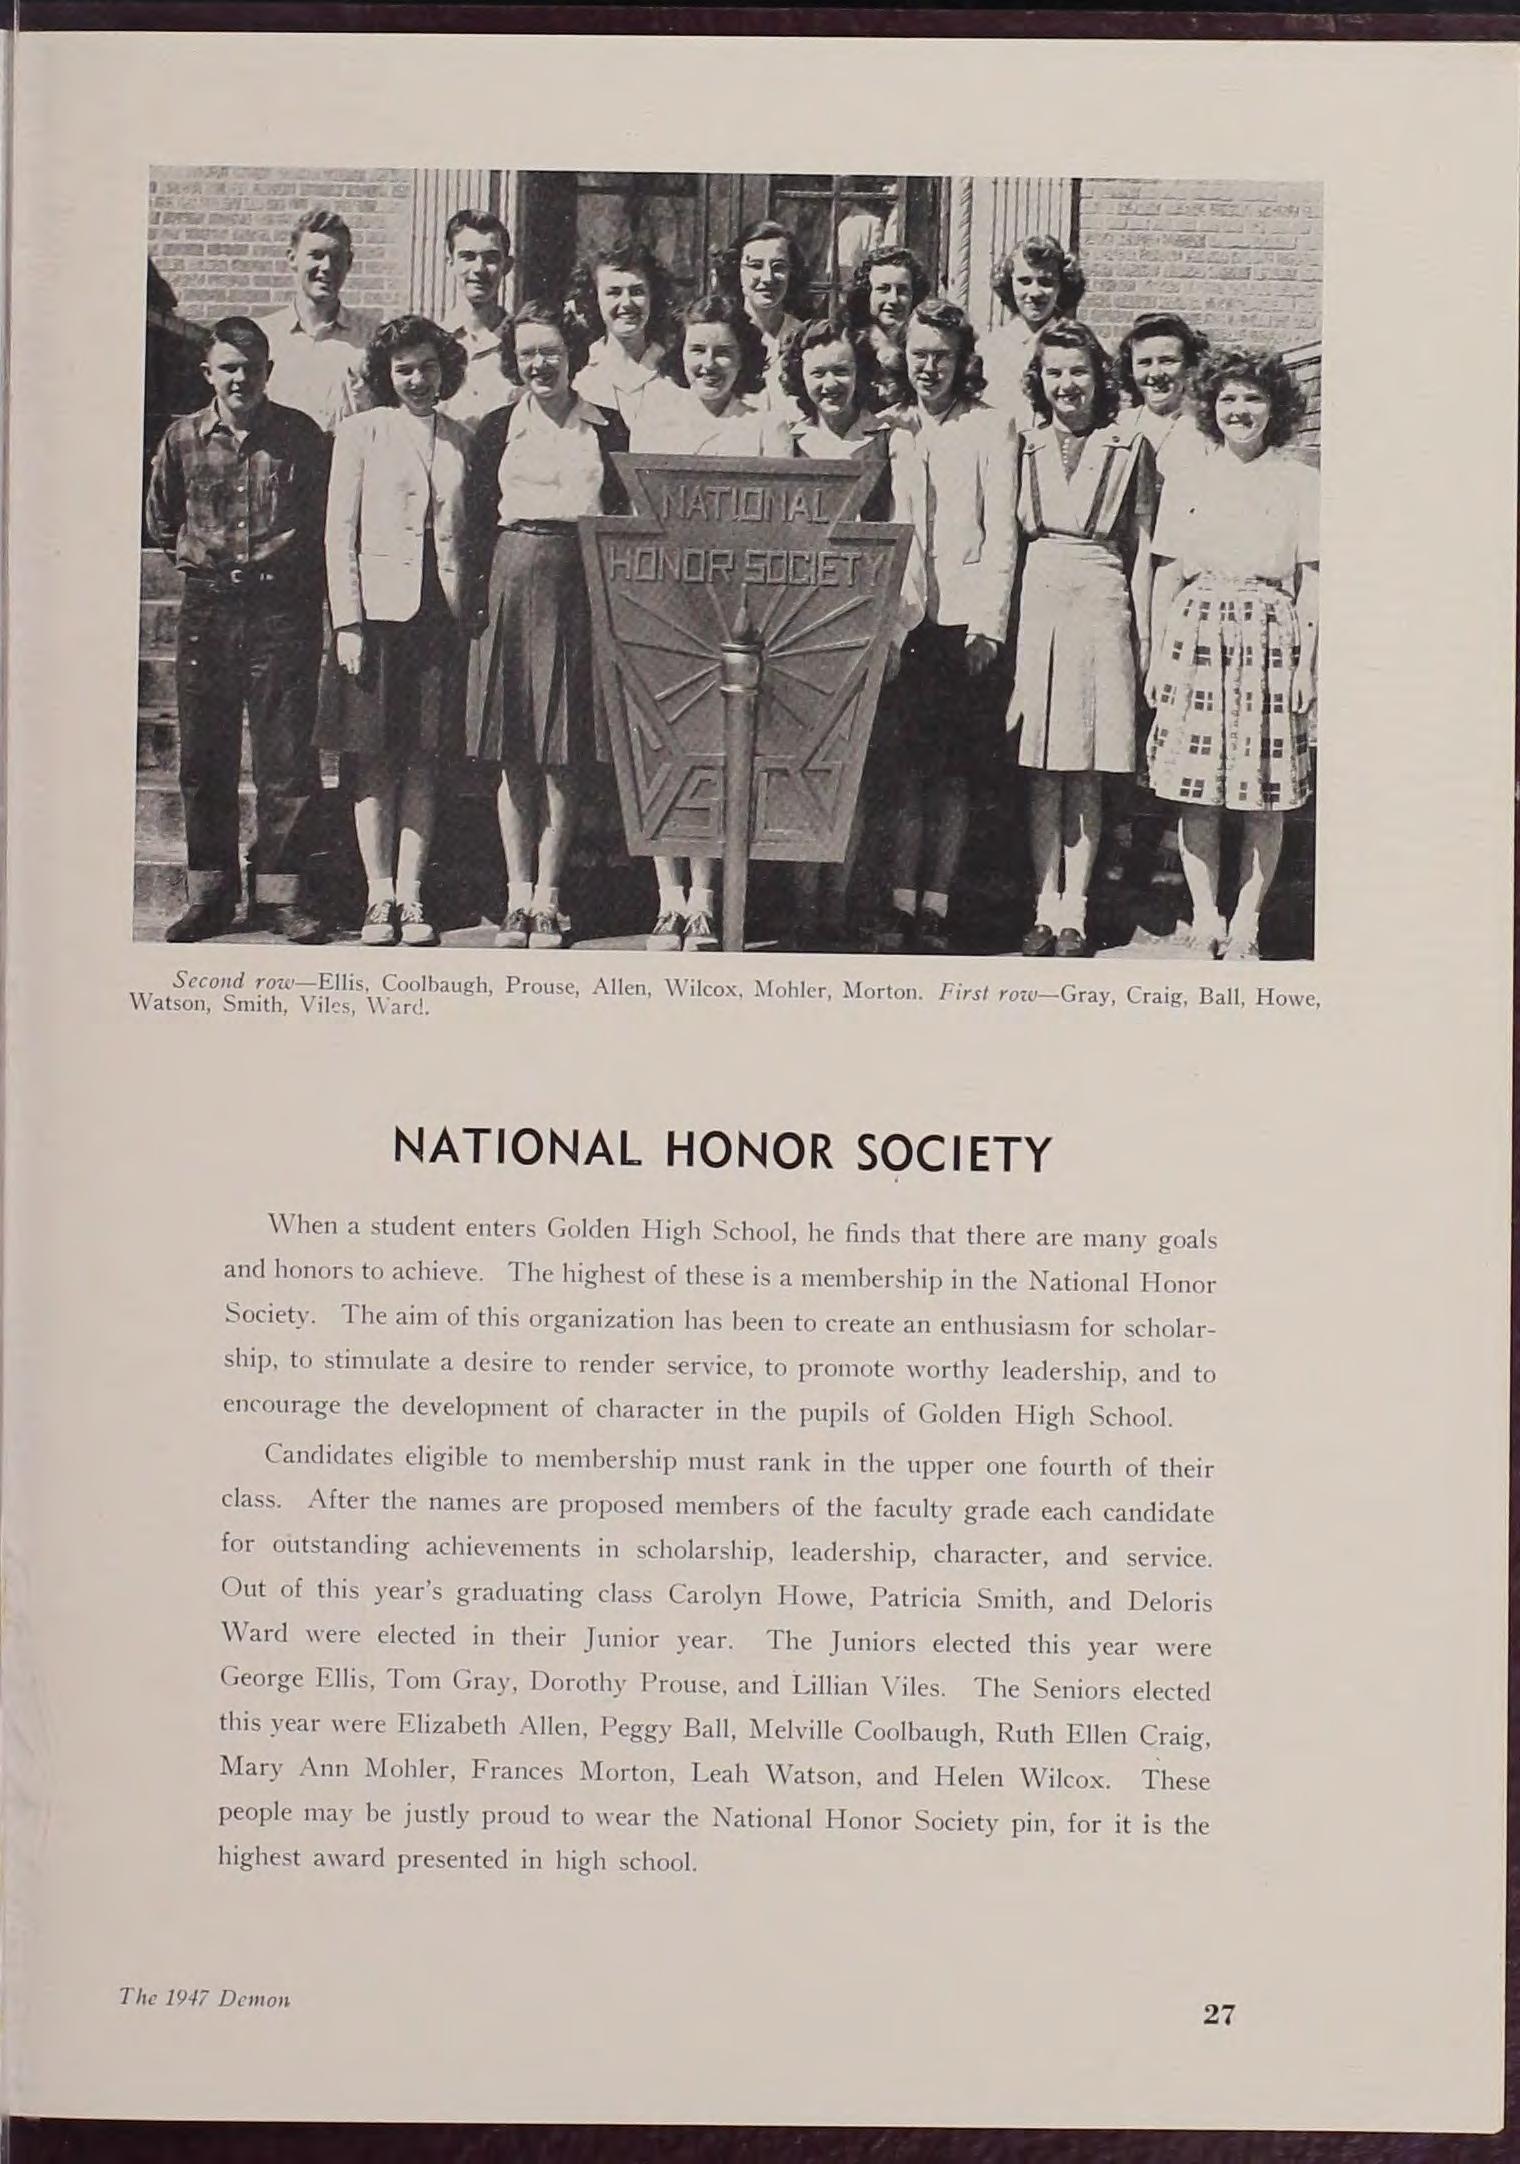 NATIONAL
HONOR SOCIETY
Second row—Ellis, Coolbaugh, Prouse, Allen, Wilcox, Mohler, Morton. First row—Gray, Craig, Ball, Howe,
Watson, Smith, Viles, Ward.
NATIONAL HONOR SOCIETY
When a student enters Golden High School, he finds that there are many goals
and honors to achieve. The highest of these is a membership in the National Honor
Society. The aim of this organization has been to create an enthusiasm for scholar-
ship, to stimulate a desire to render service, to promote worthy leadership, and to
encourage the development of character in the pupils of Golden High School.
Candidates eligible to membership must rank in the upper one fourth of their
class. After the names are proposed members of the faculty grade each candidate
for outstanding achievements in scholarship, leadership, character, and service.
Out of this year's graduating class Carolyn Howe, Patricia Smith, and Deloris
Ward were elected in their Junior year. The Juniors elected this year were
George Ellis, Tom Gray, Dorothy Prouse, and Lillian Viles. The Seniors elected
this year were Elizabeth Allen, Peggy Ball, Melville Coolbaugh, Ruth Ellen Craig,
Mary Ann Mohler, Frances Morton, Leah Watson, and Helen Wilcox. These
people may be justly proud to wear the National Honor Society pin, for it is the
highest award presented in high school.
The 1947 Demon
27